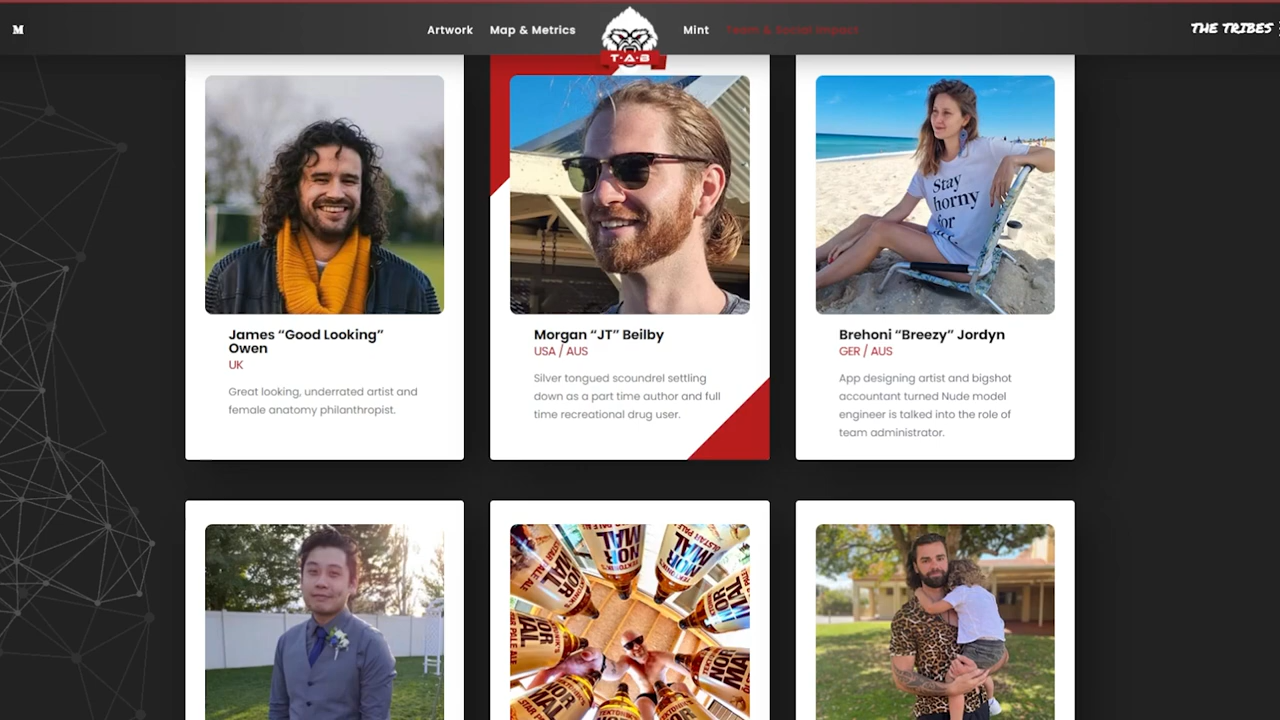 M
Artwork
Map & Metrics
T·A·B
Mint
Team & Social Impact
THE TRIBES
Stay
horny
for
James “Good Looking”
Owen
UK
Great looking, underrated artist and
female anatomy philanthropist.
Morgan “JT” Beilby
USA / AUS
Silver tongued scoundrel settling
down as a part time author and full
time recreational drug user.
Brehoni “Breezy” Jordyn
GER / AUS
App designing artist and bigshot
accountant turned Nude model
engineer is talked into the role of
team administrator.
NOR
MAL